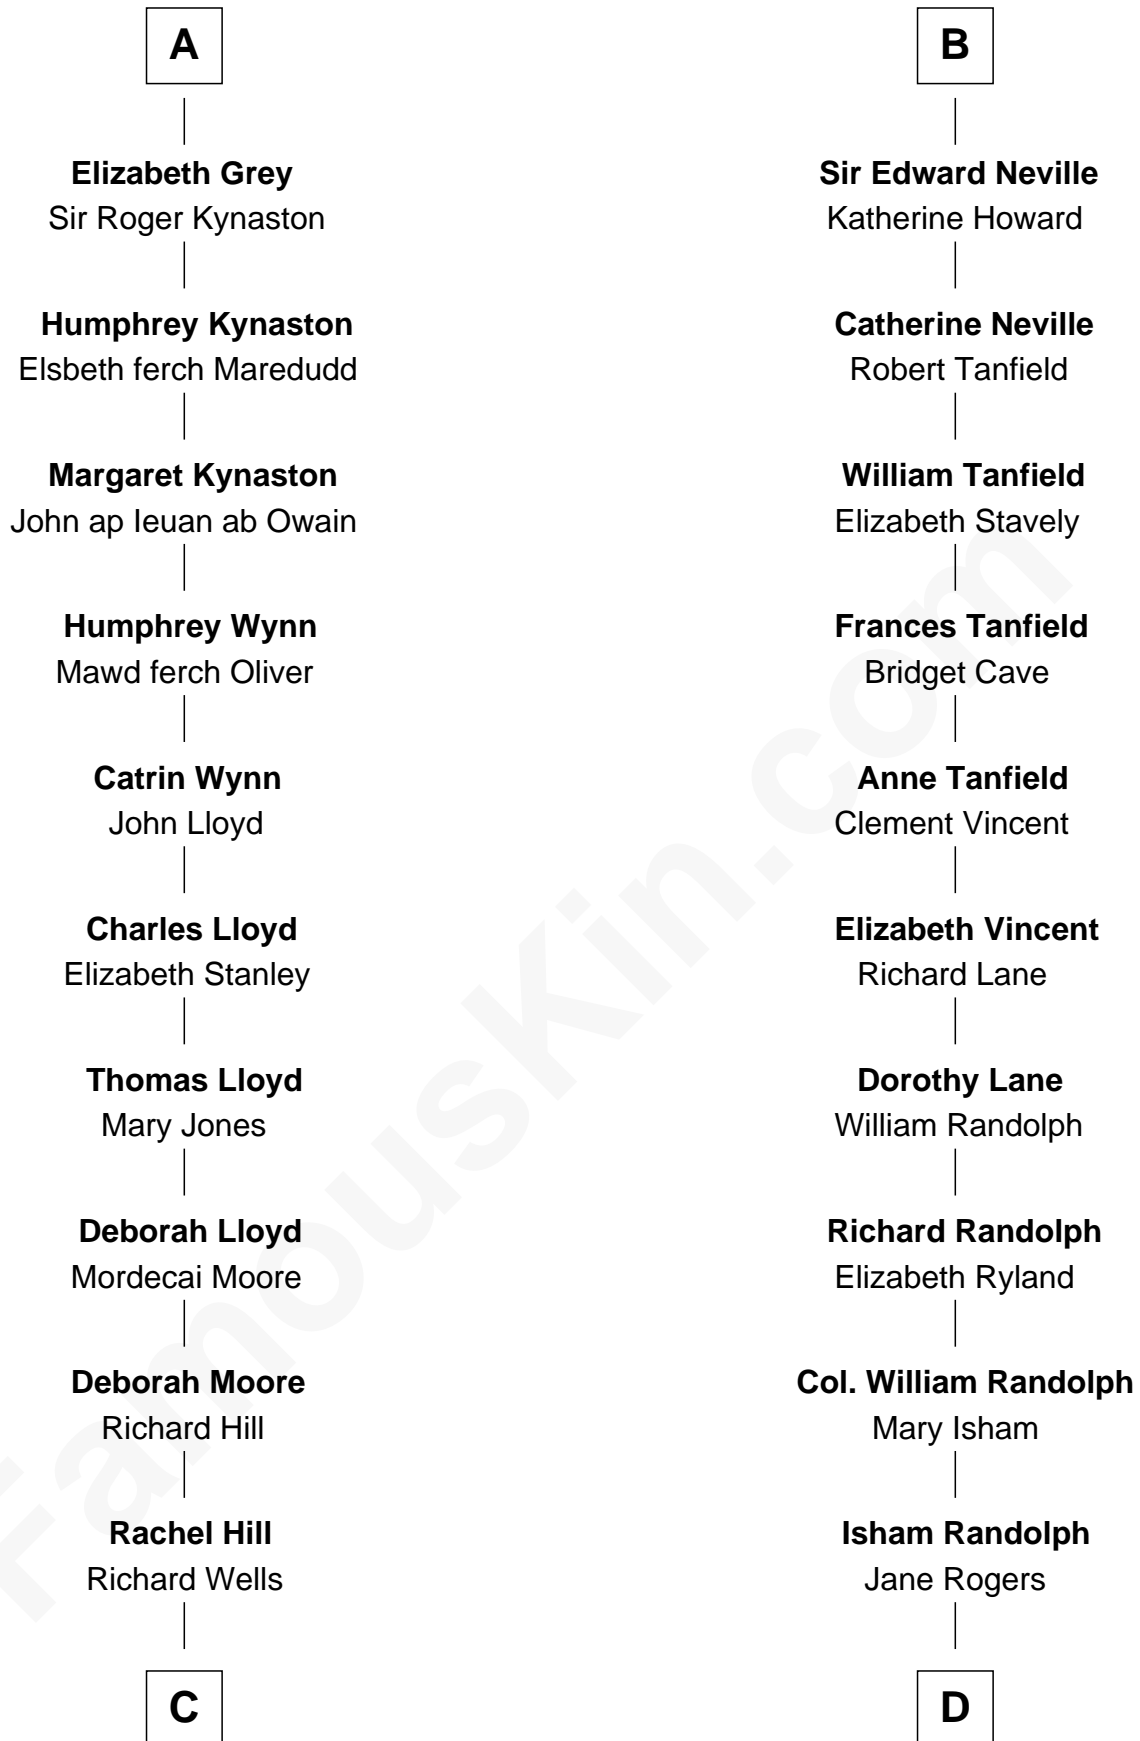 A
Elizabeth Grey
Sir Roger Kynaston
Humphrey Kynaston
Elsbeth ferch Maredudd
Margaret Kynaston
John ap Ieuan ab Owain
Humphrey Wynn
Mawd ferch Oliver
Catrin Wynn
John Lloyd
Charles Lloyd
Elizabeth Stanley
Thomas Lloyd
Mary Jones
Deborah Lloyd
Mordecai Moore
Deborah Moore
Richard Hill
Rachel Hill
Richard Wells
C
B
Sir Edward Neville
Katherine Howard
Catherine Neville
Robert Tanfield
William Tanfield
Elizabeth Stavely
Frances Tanfield
Bridget Cave
Anne Tanfield
Clement Vincent
Elizabeth Vincent
Richard Lane
Dorothy Lane
William Randolph
Richard Randolph
Elizabeth Ryland
Col. William Randolph
Mary Isham
Isham Randolph
Jane Rogers
D
FamousKin.com